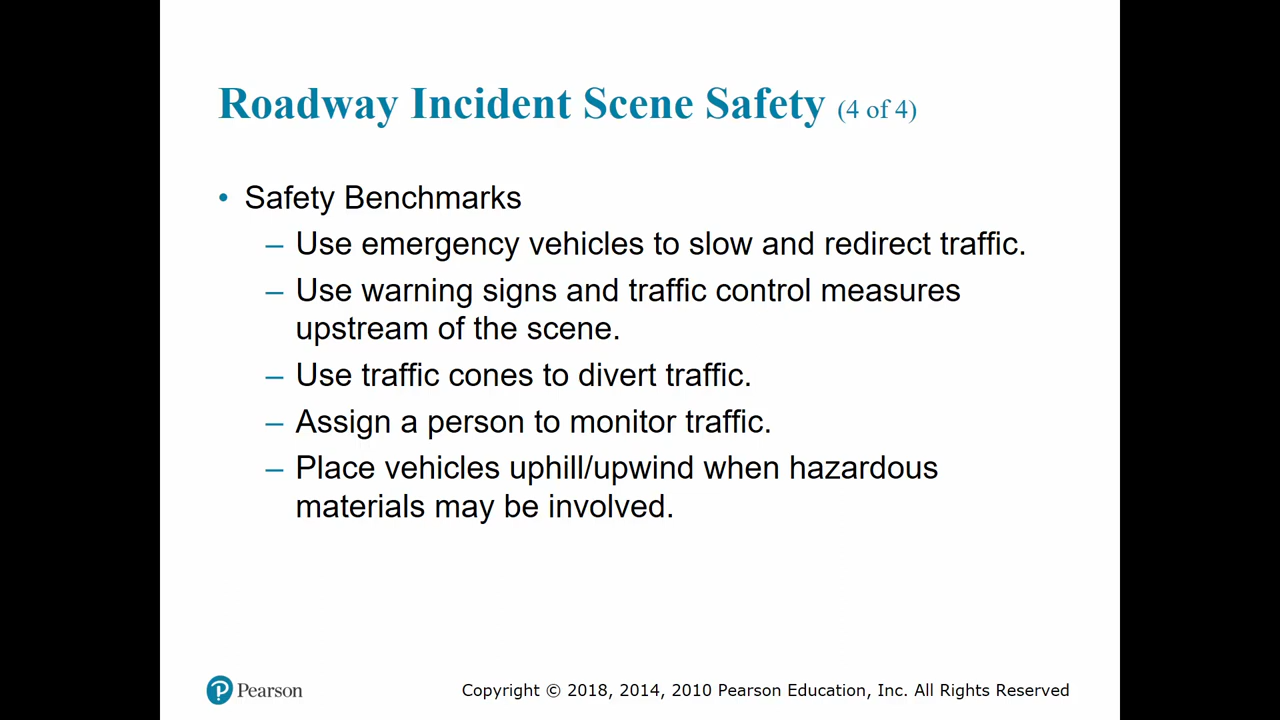 Roadway Incident Scene Safety (4 of 4)
• Safety Benchmarks
– Use emergency vehicles to slow and redirect traffic.
– Use warning signs and traffic control measures
upstream of the scene.
– Use traffic cones to divert traffic.
– Assign a person to monitor traffic.
– Place vehicles uphill/upwind when hazardous
materials may be involved.
P Pearson
Copyright © 2018, 2014, 2010 Pearson Education, Inc. All Rights Reserved